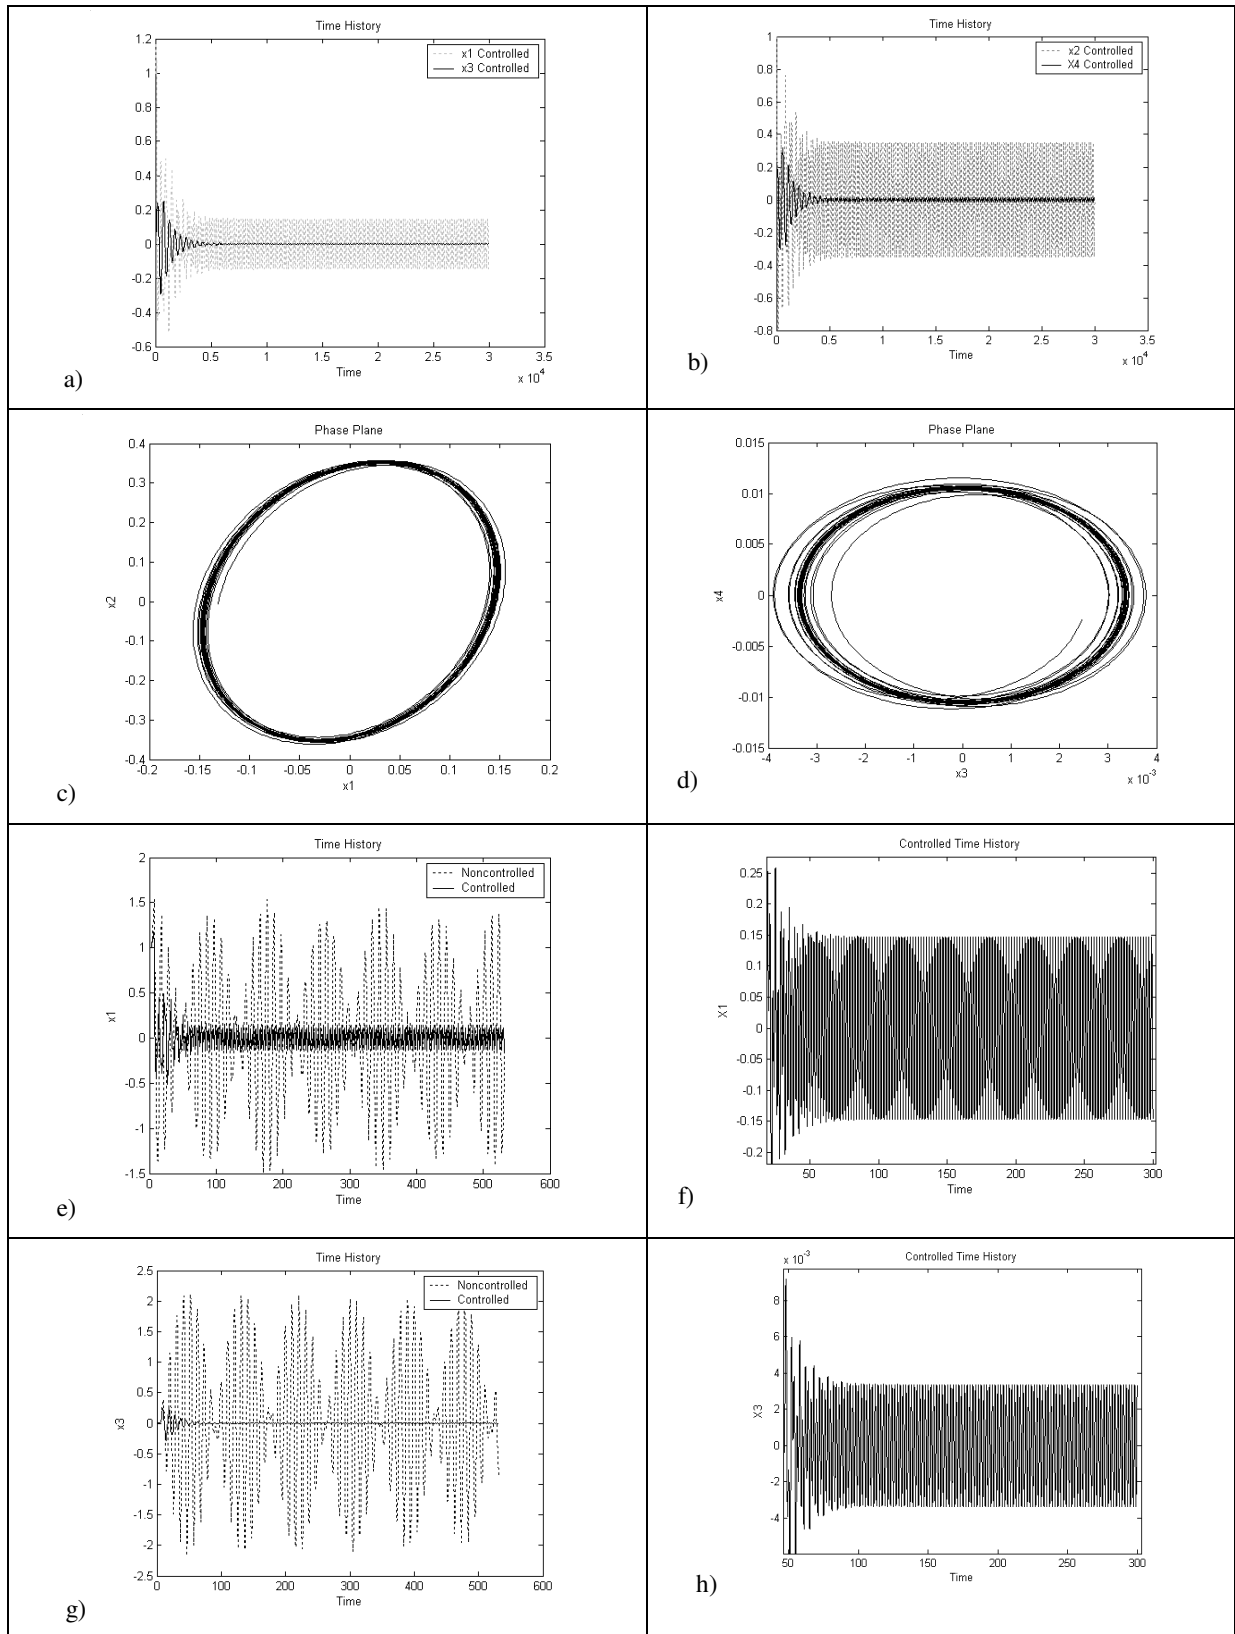 Time History
x1 Controlled
x3 Controlled
1.2
1
0.8
0.6
0.4
0.2
0
-0.2
-0.4
-0.6
0 0.5 1 1.5 2 2.5 3 3.5
Time
x 10^4
a)
Time History
x2 Controlled
X4 Controlled
1
0.8
0.6
0.4
0.2
0
-0.2
-0.4
-0.6
-0.8
0 0.5 1 1.5 2 2.5 3 3.5
Time
x 10^4
b)
Phase Plane
0.4
0.3
0.2
0.1
0
-0.1
-0.2
-0.3
-0.4
x2
-0.2 -0.15 -0.1 -0.05 0 0.05 0.1 0.15 0.2
x1
c)
Phase Plane
0.015
0.01
0.005
0
-0.005
-0.01
-0.015
x4
-4 -3 -2 -1 0 1 2 3 4
x3
x 10^-3
d)
Time History
Noncontrolled
Controlled
2
1.5
1
0.5
0
-0.5
-1
-1.5
x1
0 100 200 300 400 500 600
Time
e)
Controlled Time History
0.25
0.2
0.15
0.1
0.05
0
-0.05
-0.1
-0.15
-0.2
X1
50 100 150 200 250 300
Time
f)
Time History
Noncontrolled
Controlled
2.5
2
1.5
1
0.5
0
-0.5
-1
-1.5
-2
-2.5
x3
0 100 200 300 400 500 600
Time
g)
x 10^-3
Controlled Time History
8
6
4
2
0
-2
-4
X3
50 100 150 200 250 300
Time
h)